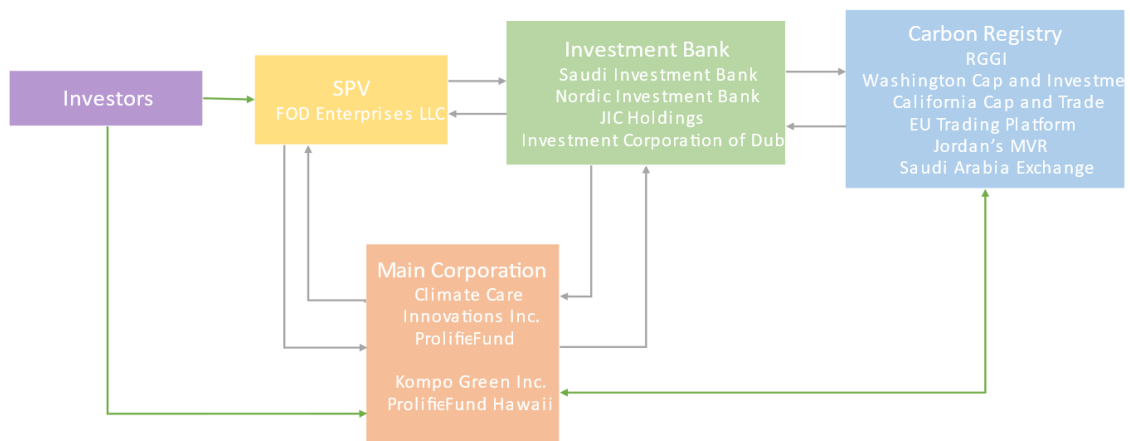 Investors
SPV
FOD Enterprises LLC
Investment Bank
Saudi Investment Bank
Nordic Investment Bank
JIC Holdings
Investment Corporation of Dub
Carbon Registry
RGGI
Washington Cap and Investme
California Cap and Trade
EU Trading Platform
Jordan’s MVR
Saudi Arabia Exchange
Main Corporation
Climate Care
Innovations Inc.
ProlificFund
Kompo Green Inc.
ProlificFund Hawaii